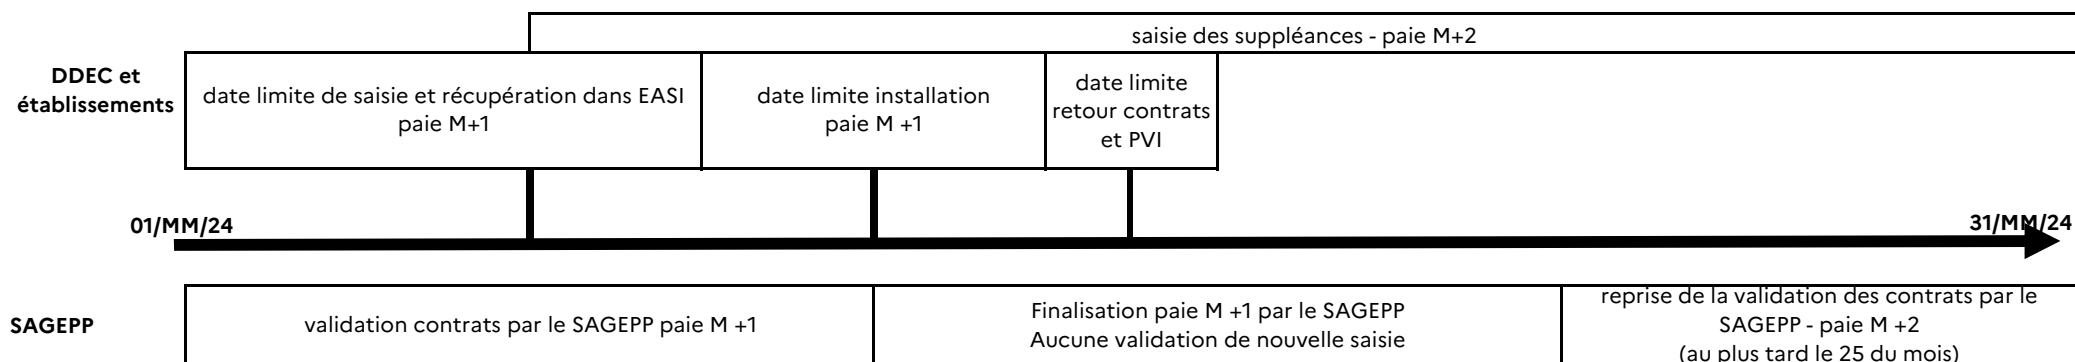 saisie des suppléances - paie M+2
DDEC et
établissements
date limite de saisie et récupération dans EASI
paie M+1
date limite installation
paie M +1
date limite
retour contrats
et PVI
01/MM/24
31/MM/24
SAGEPP
validation contrats par le SAGEPP paie M +1
Finalisation paie M +1 par le SAGEPP
Aucune validation de nouvelle saisie
reprise de la validation des contrats par le
SAGEPP - paie M +2
(au plus tard le 25 du mois)